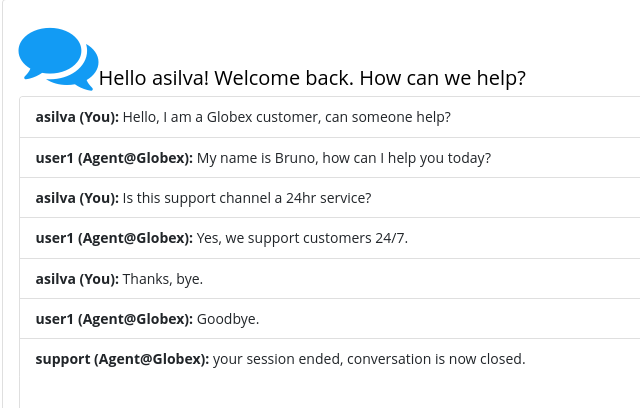 Hello asilva! Welcome back. How can we help?
asilva (You): Hello, I am a Globex customer, can someone help?
user1 (Agent@Globex): My name is Bruno, how can I help you today?
asilva (You): Is this support channel a 24hr service?
user1 (Agent@Globex): Yes, we support customers 24/7.
asilva (You): Thanks, bye.
user1 (Agent@Globex): Goodbye.
support (Agent@Globex): your session ended, conversation is now closed.